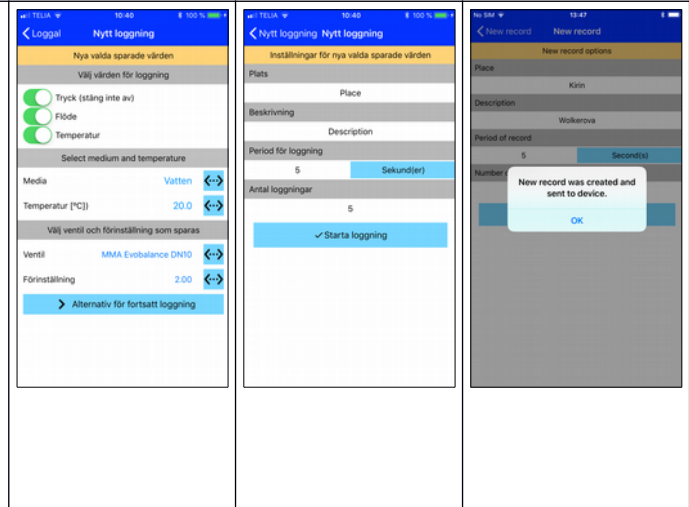 TELIA 10:40 100 %
Loggal Nytt loggning
Nya valda sparade värden
Välj värden för loggning
Tryck (stäng inte av)
Flöde
Temperatur
Select medium and temperature
Media Vatten
Temperatur [°C]) 20.0
Välj ventil och förinställning som sparas
Ventil MMA Evobalance DN10
Förinställning 2.00
Alternativ för fortsatt loggning
TELIA 10:40 100 %
Nytt loggning Nytt loggning
Inställningar för nya valda sparade värden
Plats
Place
Beskrivning
Description
Period för loggning
5 Sekund(er)
Antal loggningar
5
Starta loggning
No SIM 13:47
New record New record
New record options
Place
Kirin
Description
Wolkerova
Period of record
5 Second(s)
Number
New record was created and
sent to device.
OK